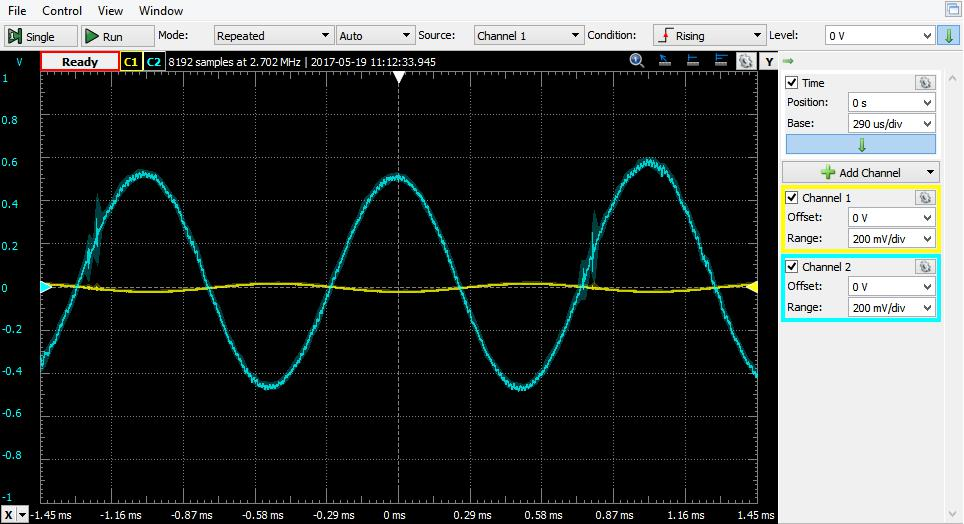 File Control View Window
Single Run Mode: Repeated Auto Source: Channel 1 Condition: Rising Level: 0 V
V Ready C1 C2 8192 samples at 2.702 MHz | 2017-05-19 11:12:33.945 Y
1
0.8
0.6
0.4
0.2
0
-0.2
-0.4
-0.6
-0.8
-1
X -1.45 ms -1.16 ms -0.87 ms -0.58 ms -0.29 ms 0 ms 0.29 ms 0.58 ms 0.87 ms 1.16 ms 1.45 ms
Time
Position: 0 s
Base: 290 us/div
Add Channel
Channel 1
Offset: 0 V
Range: 200 mV/div
Channel 2
Offset: 0 V
Range: 200 mV/div